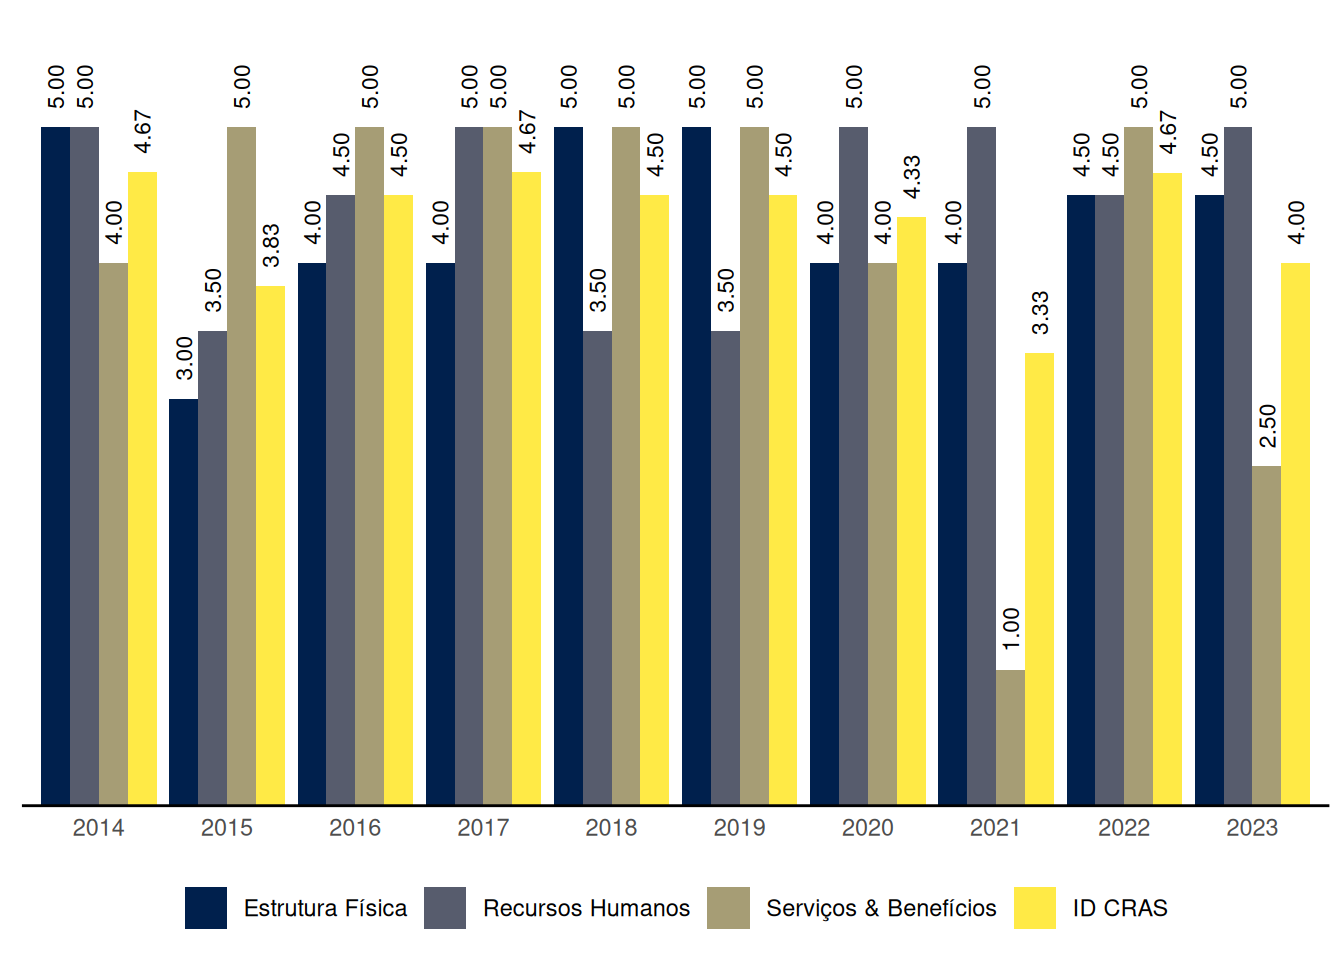 5.00 5.00 4.00 4.67
3.00 3.50 5.00 3.83
4.00 4.50 5.00 4.50
4.00 5.00 5.00 4.67
5.00 3.50 5.00 4.50
5.00 3.50 5.00 4.50
4.00 5.00 4.00 4.33
4.00 5.00 1.00 3.33
4.50 4.50 5.00 4.67
4.50 5.00 2.50 4.00
2014 2015 2016 2017 2018 2019 2020 2021 2022 2023
Estrutura Física Recursos Humanos Serviços & Benefícios ID CRAS